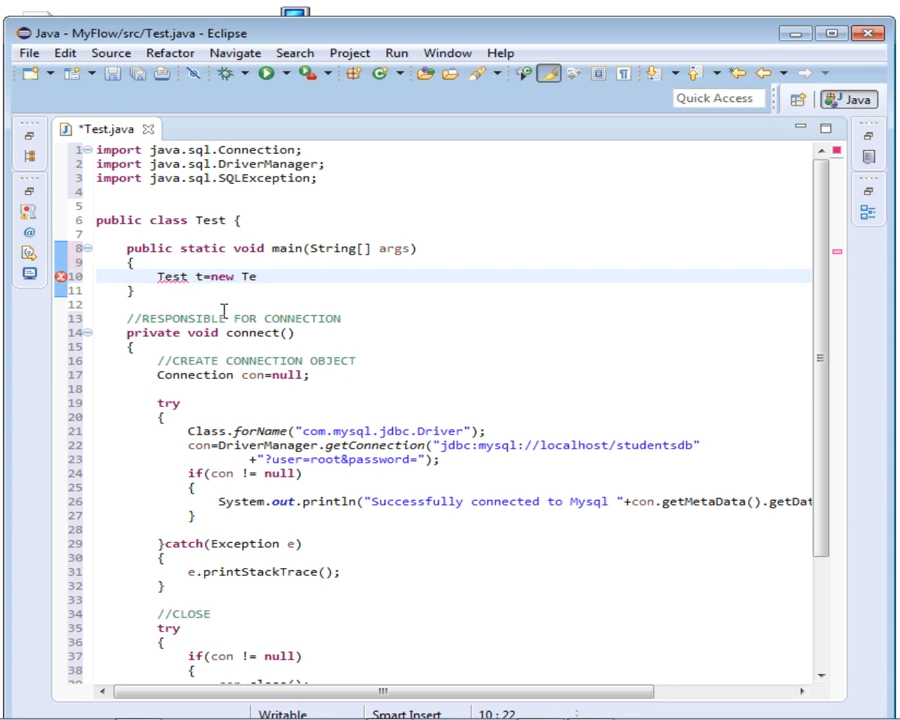 Java - MyFlow/src/Test.java - Eclipse
File Edit Source Refactor Navigate Search Project Run Window Help
Quick Access Java
*Test.java
1 import java.sql.Connection;
2 import java.sql.DriverManager;
3 import java.sql.SQLException;
4
5
6 public class Test {
7
8 public static void main(String[] args)
9 {
10 Test t=new Te
11 }
12
13 //RESPONSIBLE FOR CONNECTION
14 private void connect()
15 {
16 //CREATE CONNECTION OBJECT
17 Connection con=null;
18
19 try
20 {
21 Class.forName("com.mysql.jdbc.Driver");
22 con=DriverManager.getConnection("jdbc:mysql://localhost/studentsdb"
23 +"?user=root&password=");
24 if(con != null)
25 {
26 System.out.println("Successfully connected to Mysql "+con.getMetaData().getDat
27 }
28
29 }catch(Exception e)
30 {
31 e.printStackTrace();
32 }
33
34 //CLOSE
35 try
36 {
37 if(con != null)
38 {
Writable Smart Insert 10 : 22